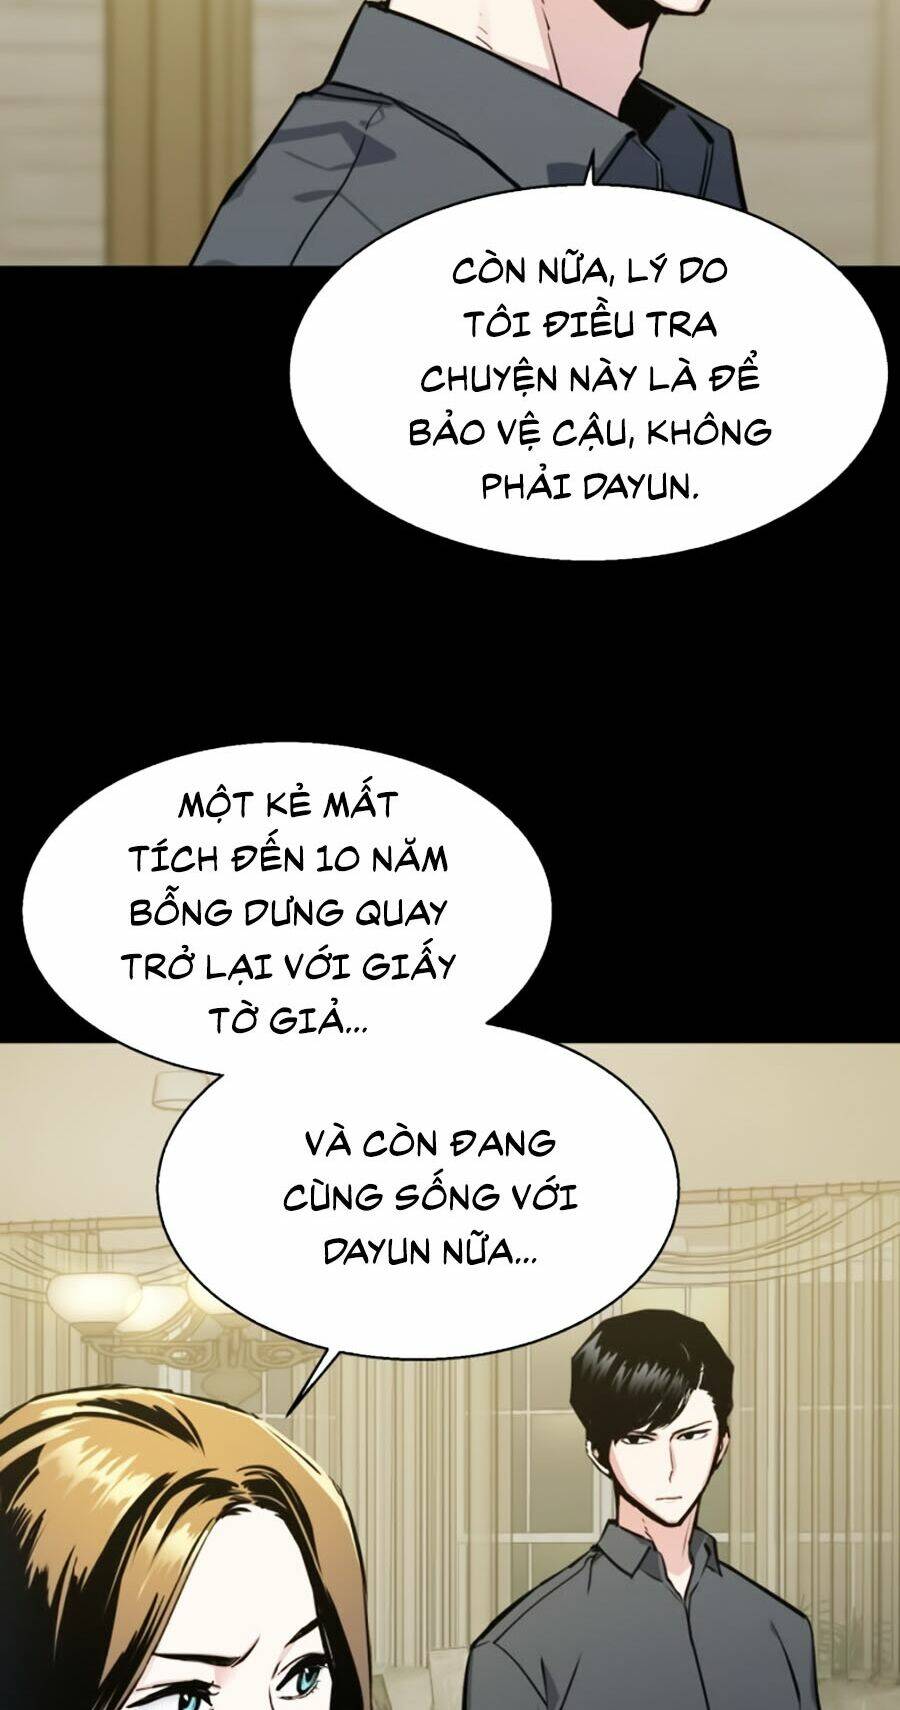 CÒN NỮA, LÝ DO
TÔI ĐIỀU TRA
CHUYỆN NÀY LÀ ĐỂ
BẢO VỆ CẬU, KHÔNG
PHẢI DAYUN.
MỘT KẺ MẤT
TÍCH ĐẾN 10 NĂM
BỖNG DƯNG QUAY
TRỞ LẠI VỚI GIẤY
TỜ GIẢ...
VÀ CÒN ĐANG
CÙNG SỐNG VỚI
DAYUN NỮA...